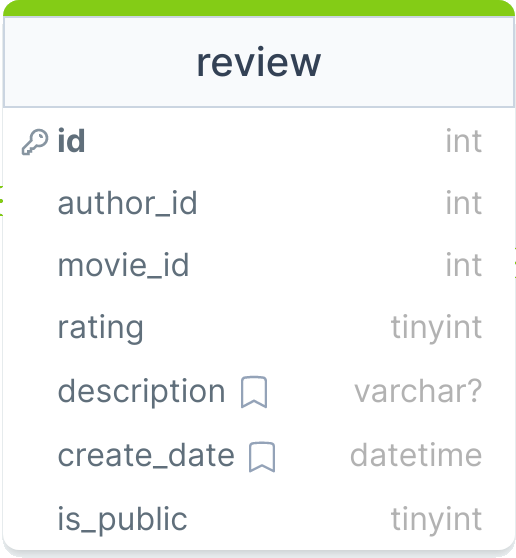 review
id int
author_id int
movie_id int
rating tinyint
description varchar?
create_date datetime
is_public tinyint